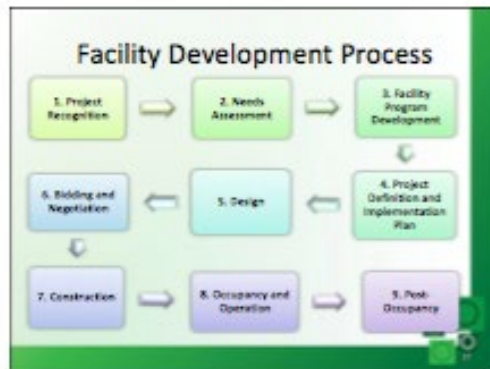 Facility Development Process
1. Project
Recognition
2. Needs
Assessment
3. Facility
Program
Development
4. Project
Definition and
Implementation
Plan
5. Design
6. Bidding and
Negotiation
7. Construction
8. Occupancy and
Operation
9. Post-
Occupancy